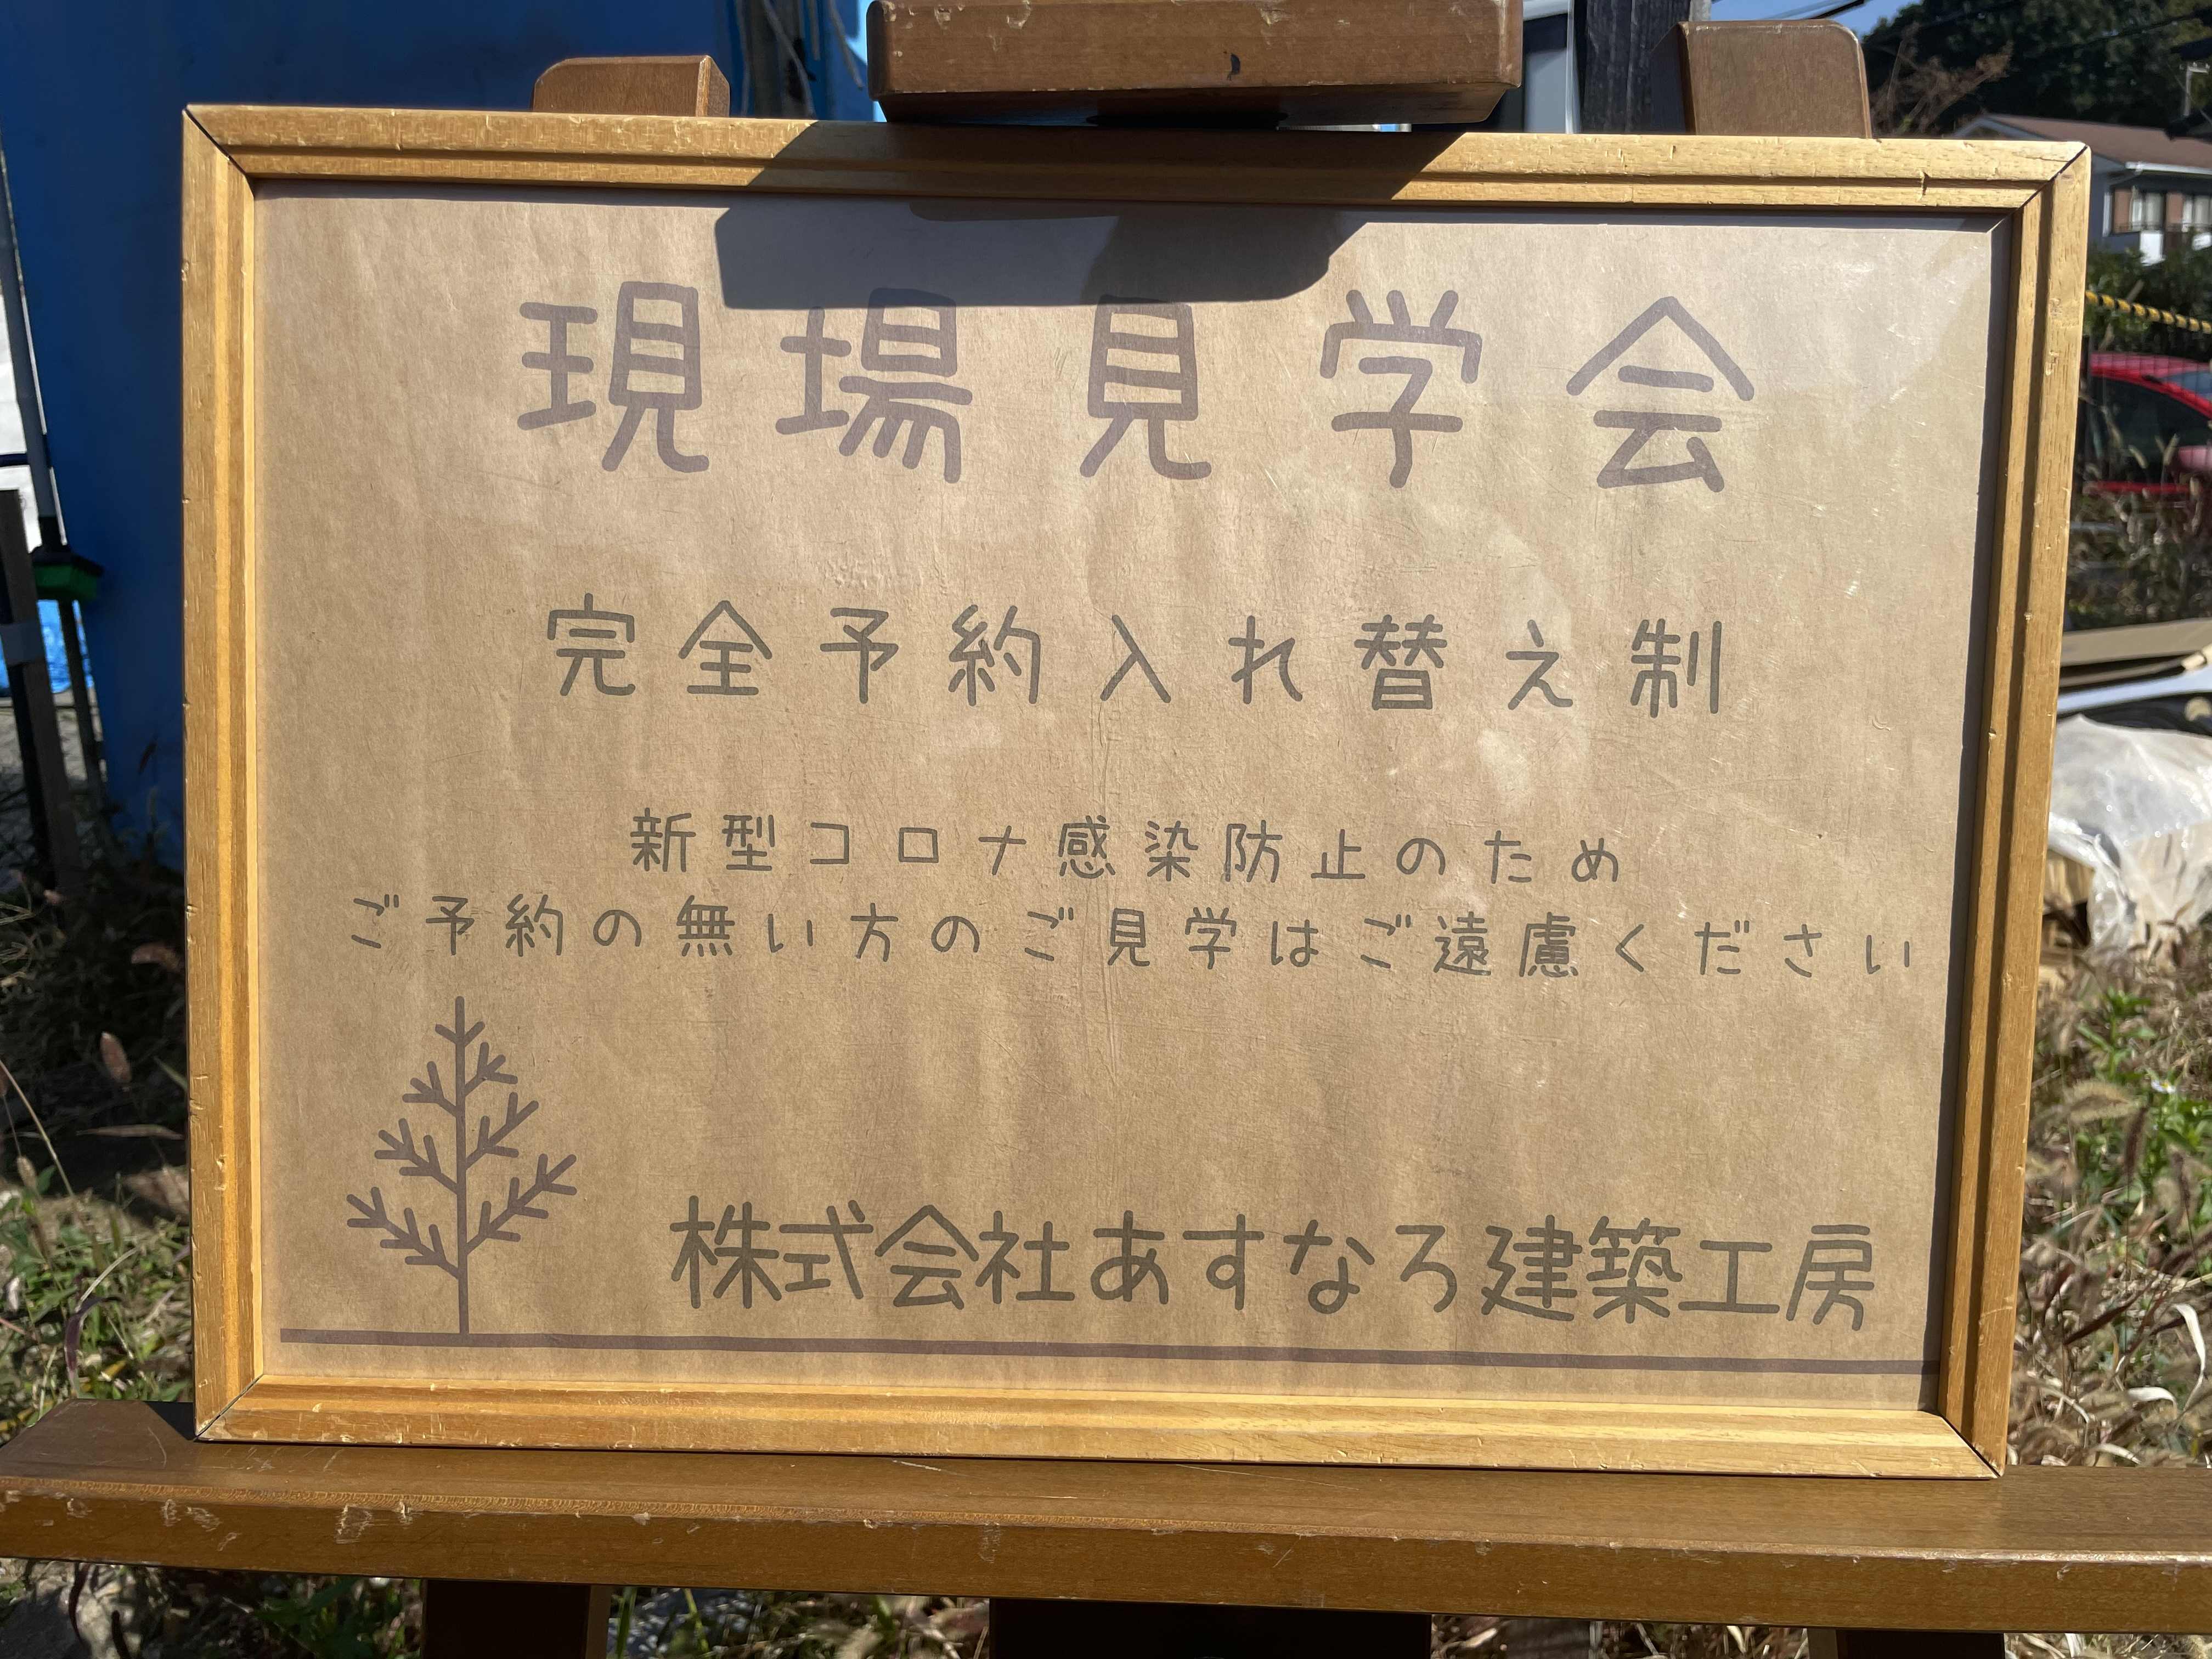 現場見学会
完全予約入れ替え制
新型コロナ感染防止のため
ご予約の無い方のご見学はご遠慮ください
株式会社あすなろ建築工房